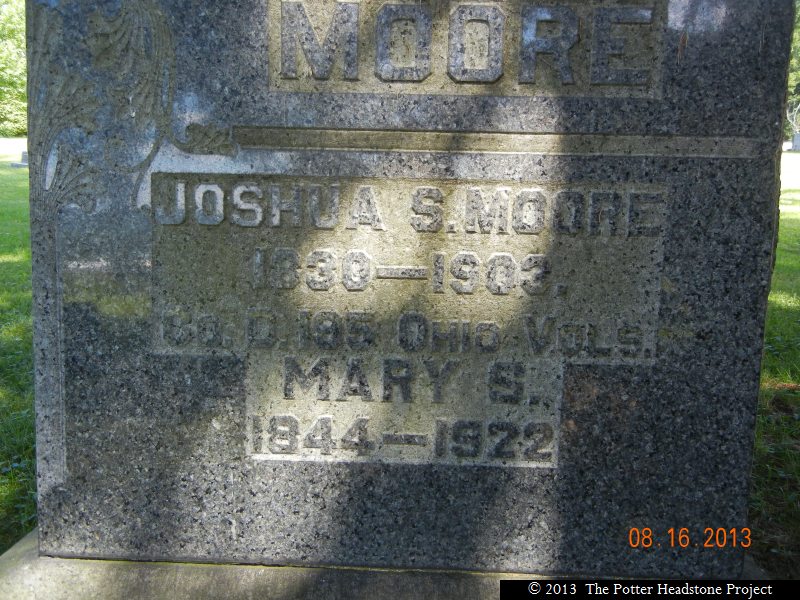 MOORE
JOSHUA S. MOORE
1830—1903.
CO. D. 185 OHIO VOLS.
MARY S.
1844—1922
08.16.2013
© 2013 The Potter Headstone Project